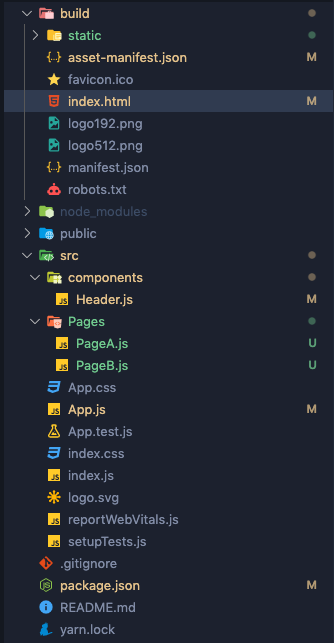 build
static
asset-manifest.json M
favicon.ico
index.html M
logo192.png
logo512.png
manifest.json
robots.txt
node_modules
public
src
components
JS Header.js M
Pages
JS PageA.js U
JS PageB.js U
App.css
JS App.js M
App.test.js
index.css
JS index.js
logo.svg
JS reportWebVitals.js
JS setupTests.js
.gitignore
package.json M
README.md
yarn.lock